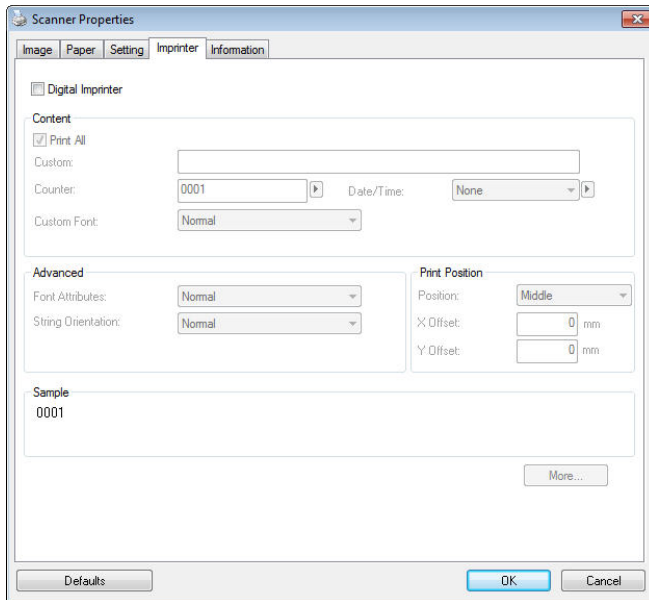 Scanner Properties
Image Paper Setting Imprinter Information
Digital Imprinter
Content
Print All
Custom:
Counter: 0001 Date/Time: None
Custom Font: Normal
Advanced
Font Attributes: Normal
String Orientation: Normal
Print Position
Position: Middle
X Offset: 0 mm
Y Offset: 0 mm
Sample
0001
More...
Defaults OK Cancel